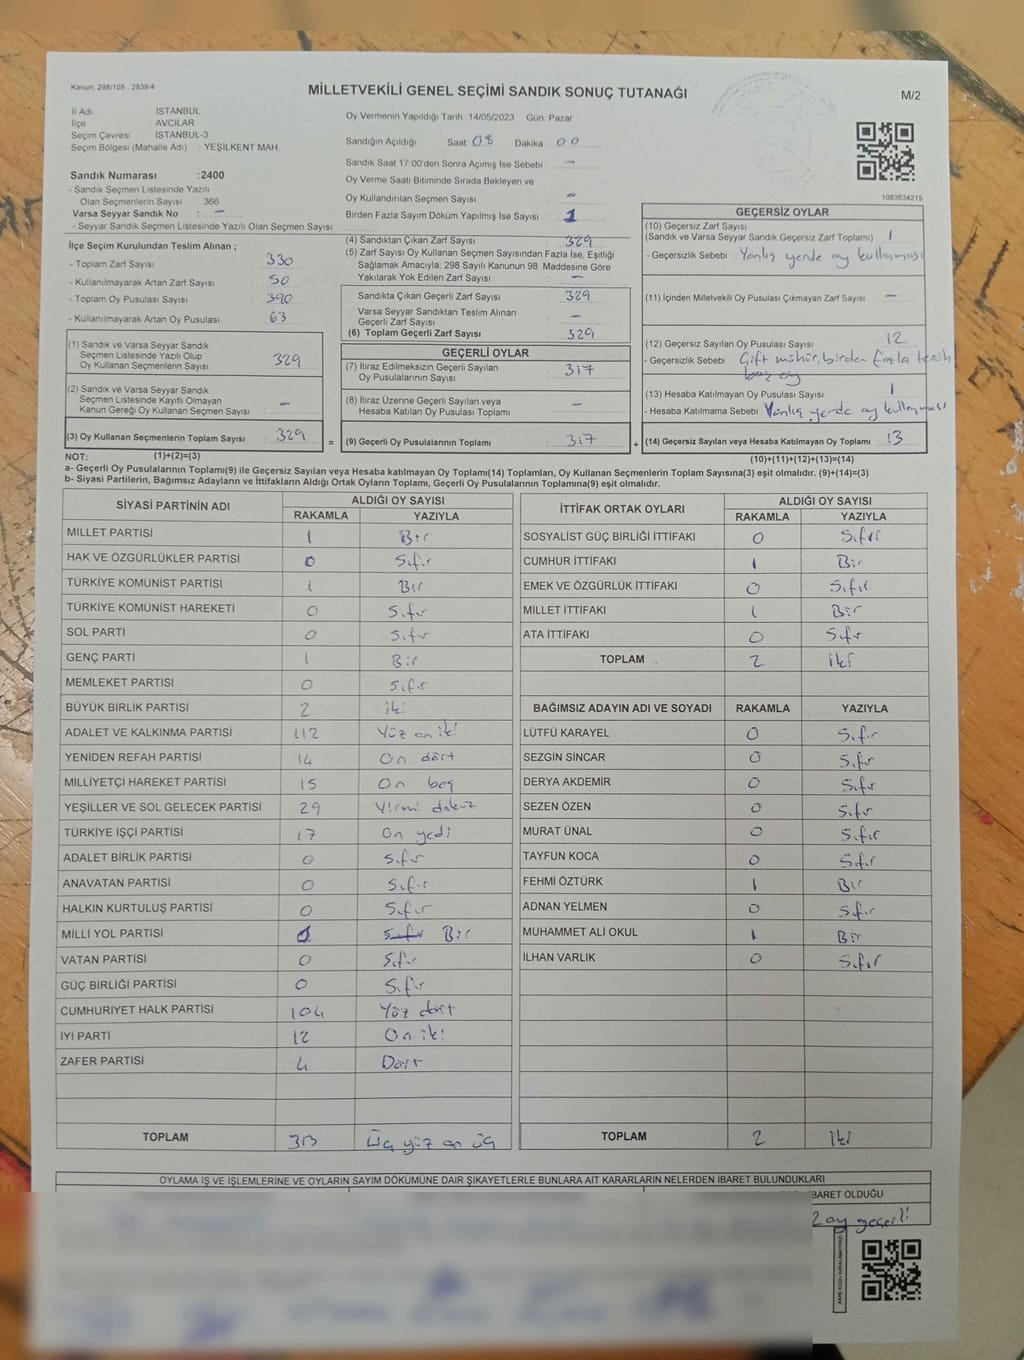 Kanun: 298/105 , 2839/4
MİLLETVEKİLİ GENEL SEÇİMİ SANDIK SONUÇ TUTANAĞI
M/2
İl Adı : İSTANBUL
İlçe : AVCILAR
Seçim Çevresi : İSTANBUL-3
Seçim Bölgesi (Mahalle Adı) : YEŞİLKENT MAH.
Sandık Numarası : 2400
- Sandık Seçmen Listesinde Yazılı
Olan Seçmenlerin Sayısı : 366
Varsa Seyyar Sandık No : -
- Seyyar Sandık Seçmen Listesinde Yazılı Olan Seçmen Sayısı:
Oy Vermenin Yapıldığı Tarih : 14/05/2023 Gün: Pazar
Sandığın Açıldığı Saat : 08 Dakika : 00
Sandık Saat 17:00'den Sonra Açımış İse Sebebi : -
Oy Verme Saati Bitiminde Sırada Bekleyen ve
Oy Kullandırılan Seçmen Sayısı : -
Birden Fazla Sayım Döküm Yapılmış İse Sayısı : 1
1083634215
İlçe Seçim Kurulundan Teslim Alınan ;
- Toplam Zarf Sayısı : 330
- Kullanılmayarak Artan Zarf Sayısı : 50
- Toplam Oy Pusulası Sayısı : 390
- Kullanılmayarak Artan Oy Pusulası : 63
(1) Sandık ve Varsa Seyyar Sandık
Seçmen Listesinde Yazılı Olup
Oy Kullanan Seçmenlerin Sayısı : 329
(2) Sandık ve Varsa Seyyar Sandık
Seçmen Listesinde Kayıtlı Olmayan
Kanun Gereği Oy Kullanan Seçmen Sayısı : -
(3) Oy Kullanan Seçmenlerin Toplam Sayısı : 329
(4) Sandıktan Çıkan Zarf Sayısı : 329
(5) Zarf Sayısı Oy Kullanan Seçmen Sayısından Fazla İse, Eşitliği
Sağlamak Amacıyla, 298 Sayılı Kanunun 98. Maddesine Göre
Yakılarak Yok Edilen Zarf Sayısı : -
Sandıkta Çıkan Geçerli Zarf Sayısı : 329
Varsa Seyyar Sandıktan Teslim Alınan
Geçerli Zarf Sayısı : -
(6) Toplam Geçerli Zarf Sayısı : 329
GEÇERLİ OYLAR
(7) İtiraz Edilmeksizin Geçerli Sayılan
Oy Pusulalarının Sayısı : 317
(8) İtiraz Üzerine Geçerli Sayılan veya
Hesaba Katılan Oy Pusulası Toplamı : -
= (9) Geçerli Oy Pusulalarının Toplamı : 317
GEÇERSİZ OYLAR
(10) Geçersiz Zarf Sayısı
(Sandık ve Varsa Seyyar Sandık Geçersiz Zarf Toplamı) : 1
- Geçersizlik Sebebi : Yanlış yerde oy kullanması
(11) İçinden Milletvekili Oy Pusulası Çıkmayan Zarf Sayısı : -
(12) Geçersiz Sayılan Oy Pusulası Sayısı : 12
- Geçersizlik Sebebi : Çift mühür, birden fazla tercih
boş oy
(13) Hesaba Katılmayan Oy Pusulası Sayısı : 1
- Hesaba Katılmama Sebebi : Yanlış yerde oy kullanması
+ (14) Geçersiz Sayılan veya Hesaba Katılmayan Oy Toplamı : 13
NOT: (1)+(2)=(3)
(10)+(11)+(12)+(13)=(14)
a- Geçerli Oy Pusulalarının Toplamı(9) ile Geçersiz Sayılan veya Hesaba katılmayan Oy Toplamı(14) Toplamları, Oy Kullanan Seçmenlerin Toplam Sayısına(3) eşit olmalıdır. (9)+(14)=(3)
b- Siyasi Partilerin, Bağımsız Adayların ve İttifakların Aldığı Ortak Oyların Toplamı, Geçerli Oy Pusulalarının Toplamına(9) eşit olmalıdır.
SİYASİ PARTİNİN ADI ALDIĞI OY SAYISI
RAKAMLA YAZIYLA
MİLLET PARTİSİ 1 Bir
HAK VE ÖZGÜRLÜKLER PARTİSİ 0 Sıfır
TÜRKİYE KOMÜNİST PARTİSİ 1 Bir
TÜRKİYE KOMÜNİST HAREKETİ 0 Sıfır
SOL PARTİ 0 Sıfır
GENÇ PARTİ 1 Bir
MEMLEKET PARTİSİ 0 Sıfır
BÜYÜK BİRLİK PARTİSİ 2 iki
ADALET VE KALKINMA PARTİSİ 112 Yüz on iki
YENİDEN REFAH PARTİSİ 14 On dört
MİLLİYETÇİ HAREKET PARTİSİ 15 On beş
YEŞİLLER VE SOL GELECEK PARTİSİ 29 Yirmi dokuz
TÜRKİYE İŞÇİ PARTİSİ 17 On yedi
ADALET BİRLİK PARTİSİ 0 Sıfır
ANAVATAN PARTİSİ 0 Sıfır
HALKIN KURTULUŞ PARTİSİ 0 Sıfır
MİLLİ YOL PARTİSİ 1 Sıfır Bir
VATAN PARTİSİ 0 Sıfır
GÜÇ BİRLİĞİ PARTİSİ 0 Sıfır
CUMHURİYET HALK PARTİSİ 104 Yüz dört
İYİ PARTİ 12 On iki
ZAFER PARTİSİ 4 Dört
TOPLAM 313 Üç yüz on üç
İTTİFAK ORTAK OYLARI ALDIĞI OY SAYISI
RAKAMLA YAZIYLA
SOSYALİST GÜÇ BİRLİĞİ İTTİFAKI 0 Sıfır
CUMHUR İTTİFAKI 1 Bir
EMEK VE ÖZGÜRLÜK İTTİFAKI 0 Sıfır
MİLLET İTTİFAKI 1 Bir
ATA İTTİFAKI 0 Sıfır
TOPLAM 2 iki
BAĞIMSIZ ADAYIN ADI VE SOYADI RAKAMLA YAZIYLA
LÜTFÜ KARAYEL 0 Sıfır
SEZGİN SİNCAR 0 Sıfır
DERYA AKDEMİR 0 Sıfır
SEZEN ÖZEN 0 Sıfır
MURAT ÜNAL 0 Sıfır
TAYFUN KOCA 0 Sıfır
FEHMİ ÖZTÜRK 1 Bir
ADNAN YELMEN 0 Sıfır
MUHAMMET ALİ OKUL 1 Bir
İLHAN VARLIK 0 Sıfır
TOPLAM 2 iki
OYLAMA İŞ VE İŞLEMLERİNE VE OYLARIN SAYIM DÖKÜMÜNE DAİR ŞİKAYETLERLE BUNLARA AİT KARARLARIN NELERDEN İBARET BULUNDUKLARI
İBARET OLDUĞU
2 oy geçerli